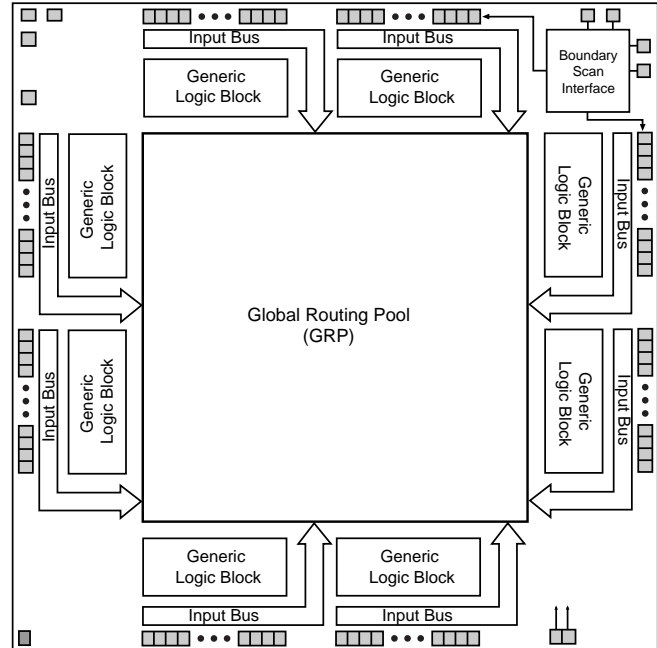 Input Bus
Input Bus
Generic
Logic Block
Generic
Logic Block
Boundary
Scan
Interface
Input Bus
Generic
Logic Block
Generic
Logic Block
Input Bus
Global Routing Pool
(GRP)
Input Bus
Generic
Logic Block
Generic
Logic Block
Input Bus
Generic
Logic Block
Generic
Logic Block
Input Bus
Input Bus